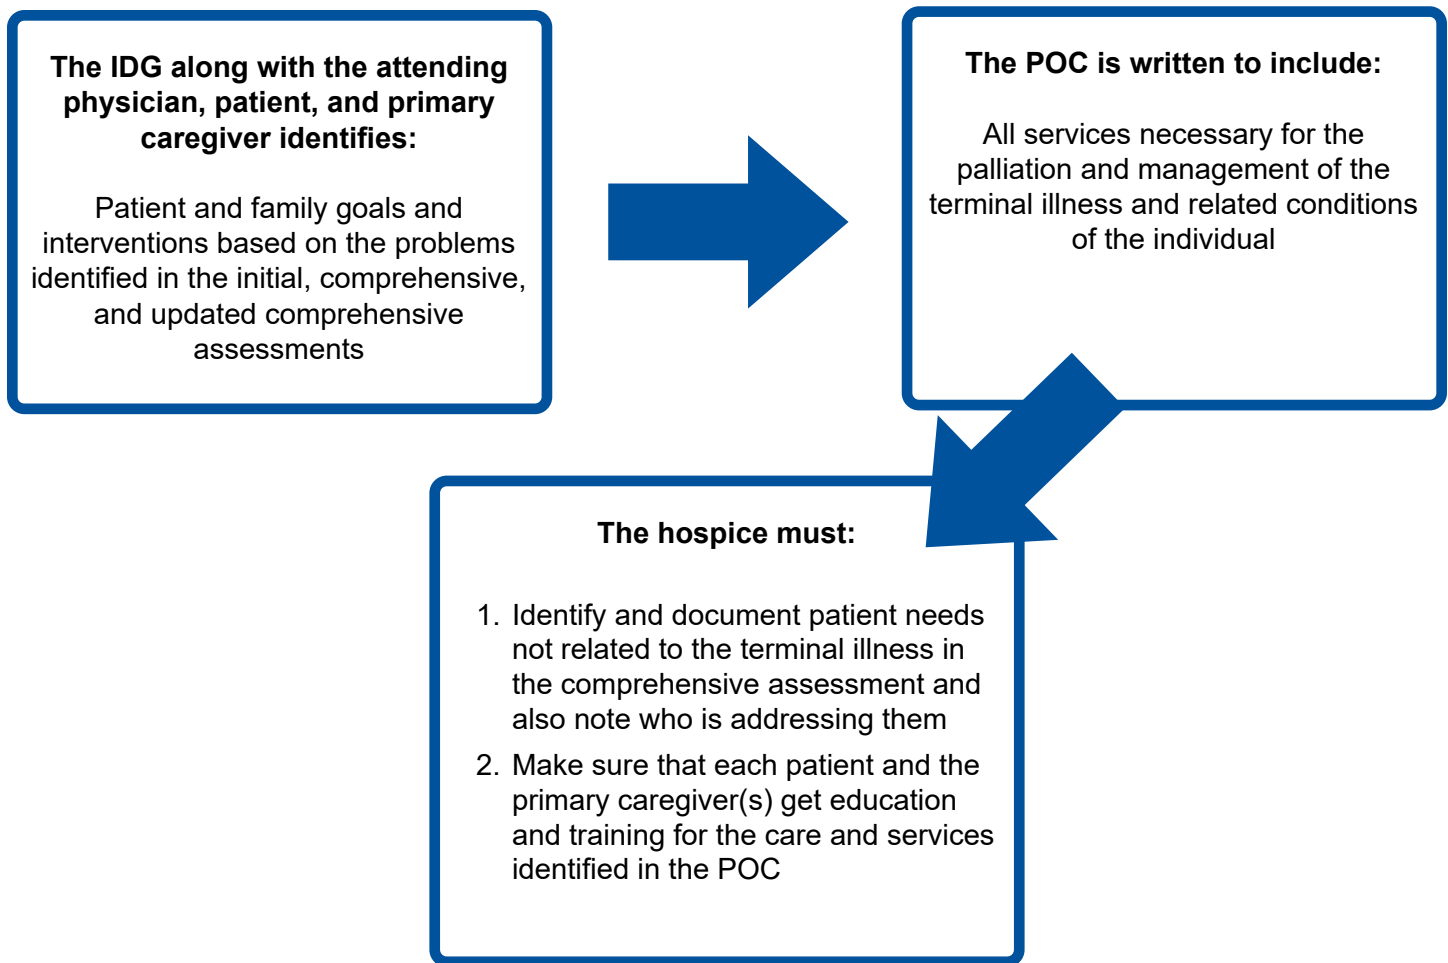 The IDG along with the attending
physician, patient, and primary
caregiver identifies:
Patient and family goals and
interventions based on the problems
identified in the initial, comprehensive,
and updated comprehensive
assessments
The POC is written to include:
All services necessary for the
palliation and management of the
terminal illness and related conditions
of the individual
The hospice must:
1. Identify and document patient needs
not related to the terminal illness in
the comprehensive assessment and
also note who is addressing them
2. Make sure that each patient and the
primary caregiver(s) get education
and training for the care and services
identified in the POC